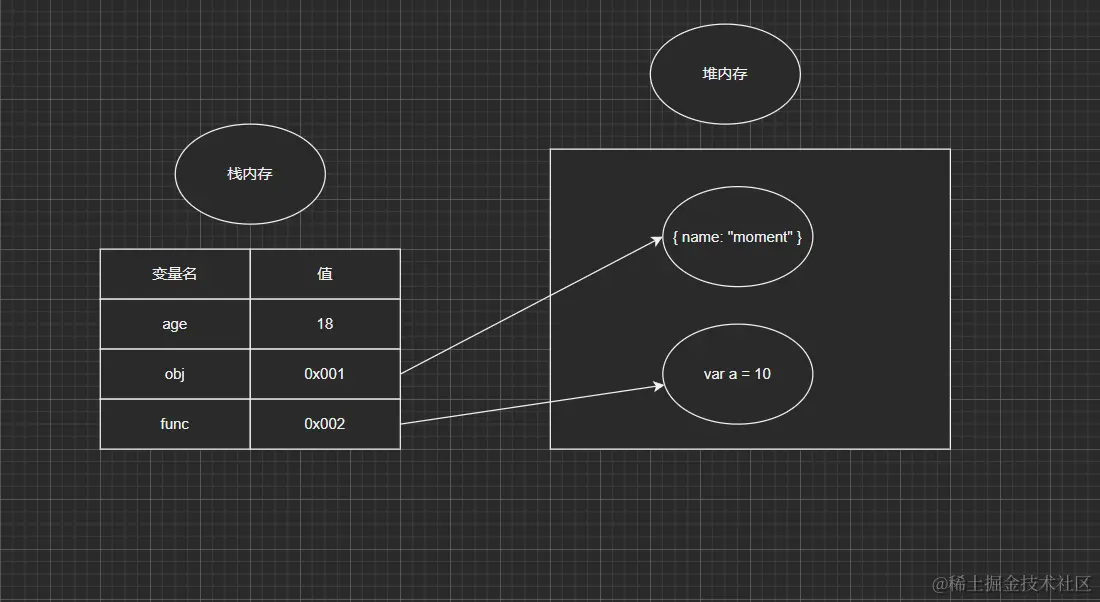 堆内存
栈内存
变量名 值
age 18
obj 0x001
func 0x002
{ name: "moment" }
var a = 10
@稀土掘金技术社区